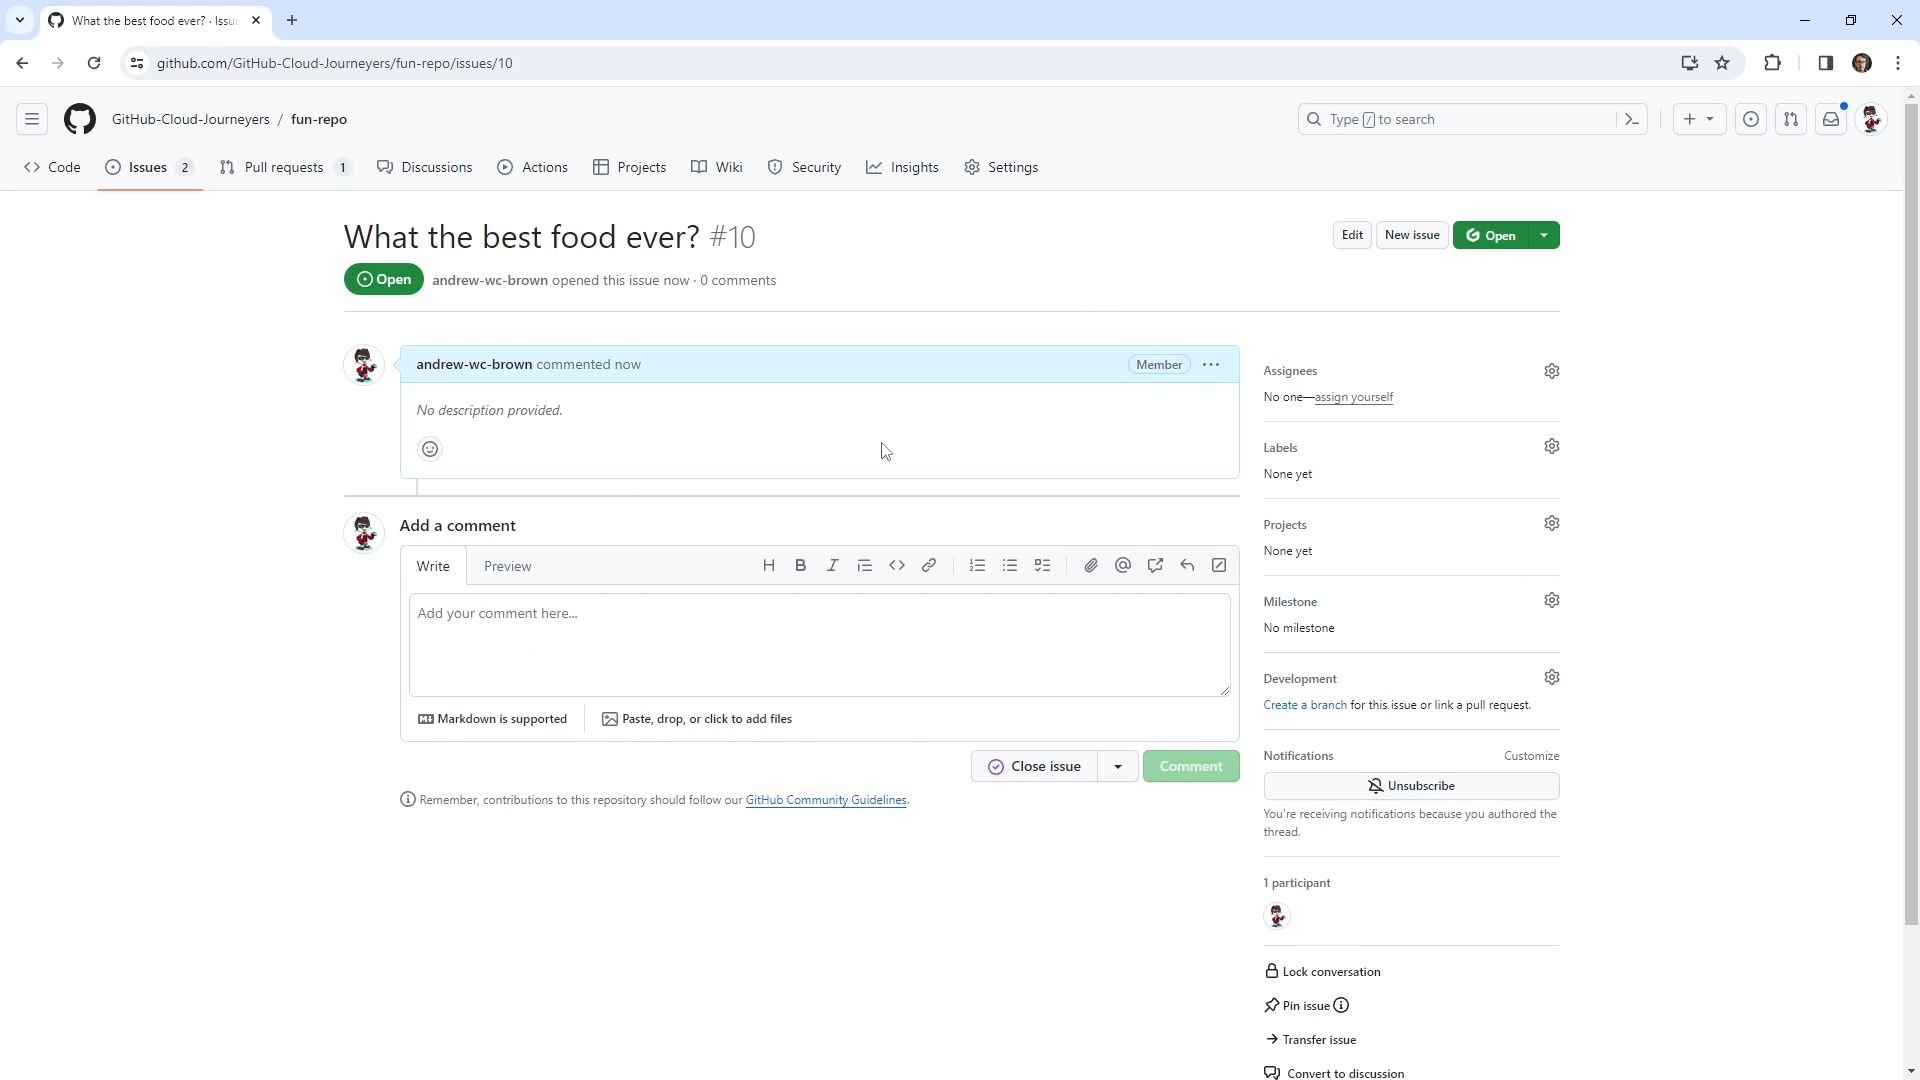 What the best food ever? · Issu
github.com/GitHub-Cloud-Journeyers/fun-repo/issues/10
GitHub-Cloud-Journeyers / fun-repo
Type / to search
Code
Issues 2
Pull requests 1
Discussions
Actions
Projects
Wiki
Security
Insights
Settings
What the best food ever? #10
Edit
New issue
Open
Open
andrew-wc-brown opened this issue now · 0 comments
andrew-wc-brown commented now
Member
No description provided.
Add a comment
Write
Preview
Add your comment here...
Markdown is supported
Paste, drop, or click to add files
Close issue
Comment
Remember, contributions to this repository should follow our GitHub Community Guidelines.
Assignees
No one—assign yourself
Labels
None yet
Projects
None yet
Milestone
No milestone
Development
Create a branch for this issue or link a pull request.
Notifications
Customize
Unsubscribe
You're receiving notifications because you authored the
thread.
1 participant
Lock conversation
Pin issue
Transfer issue
Convert to discussion